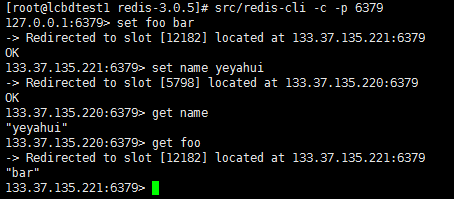 [root@lcbdtest1 redis-3.0.5]# src/redis-cli -c -p 6379
127.0.0.1:6379> set foo bar
-> Redirected to slot [12182] located at 133.37.135.221:6379
OK
133.37.135.221:6379> set name yeyahui
-> Redirected to slot [5798] located at 133.37.135.220:6379
OK
133.37.135.220:6379> get name
"yeyahui"
133.37.135.220:6379> get foo
-> Redirected to slot [12182] located at 133.37.135.221:6379
"bar"
133.37.135.221:6379>